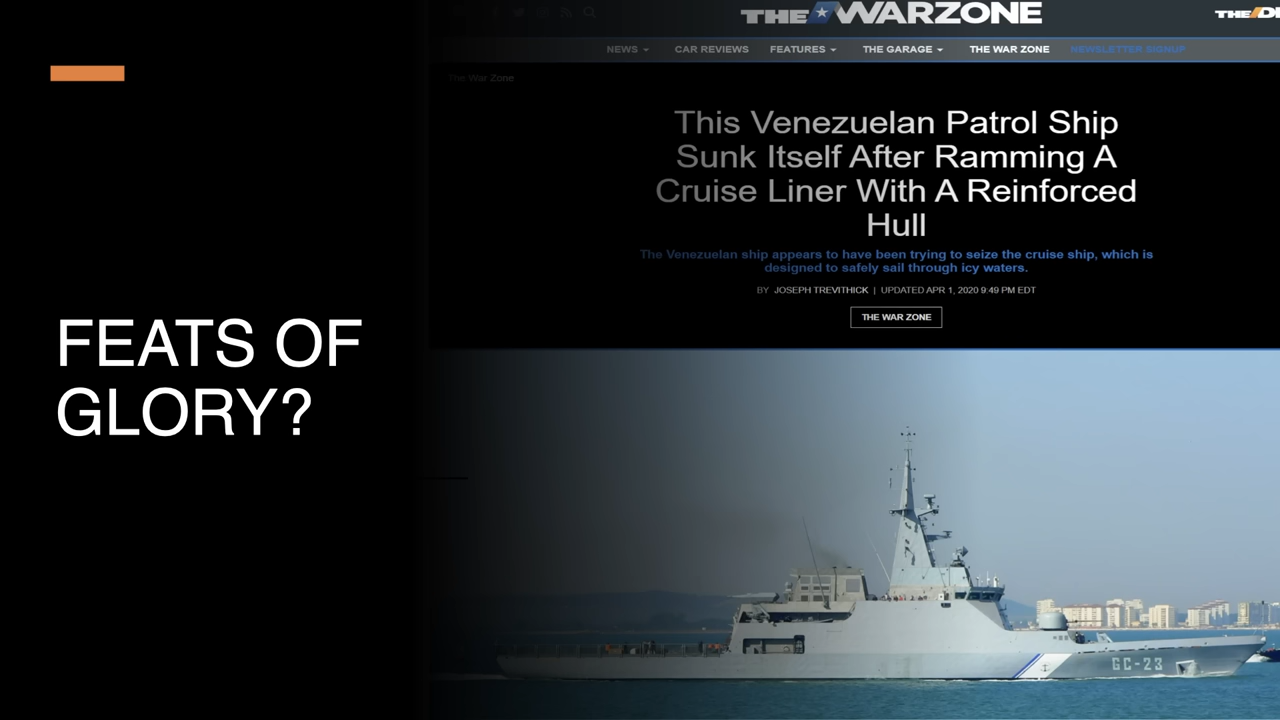 THE WARZONE
THE D
NEWS CAR REVIEWS FEATURES THE GARAGE THE WAR ZONE NEWSLETTER SIGNUP
The War Zone
This Venezuelan Patrol Ship
Sunk Itself After Ramming A
Cruise Liner With A Reinforced
Hull
The Venezuelan ship appears to have been trying to seize the cruise ship, which is
designed to safely sail through icy waters.
BY JOSEPH TREVITHICK | UPDATED APR 1, 2020 9:49 PM EDT
THE WAR ZONE
FEATS OF
GLORY?
GC-23